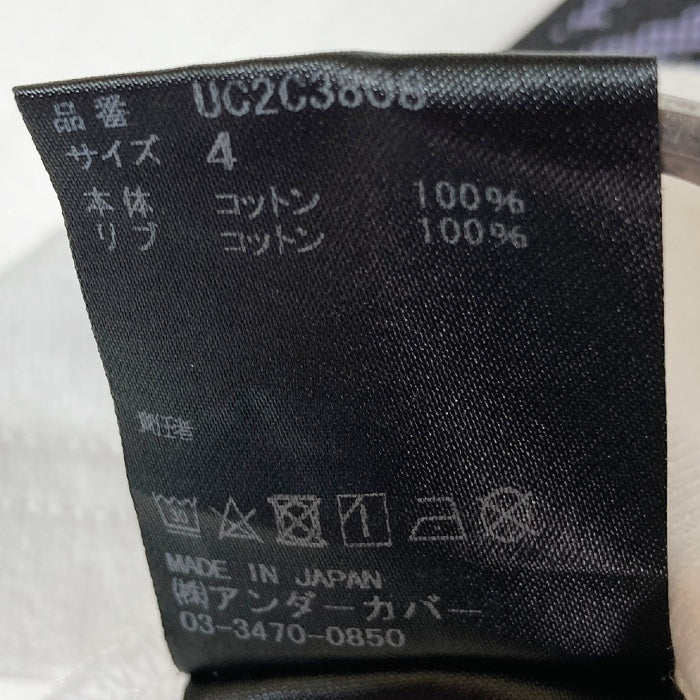 品番 UC2C3808
サイズ 4
本体 コットン 100%
リブ コットン 100%
MADE IN JAPAN
㈱アンダーカバー
03-3470-0850